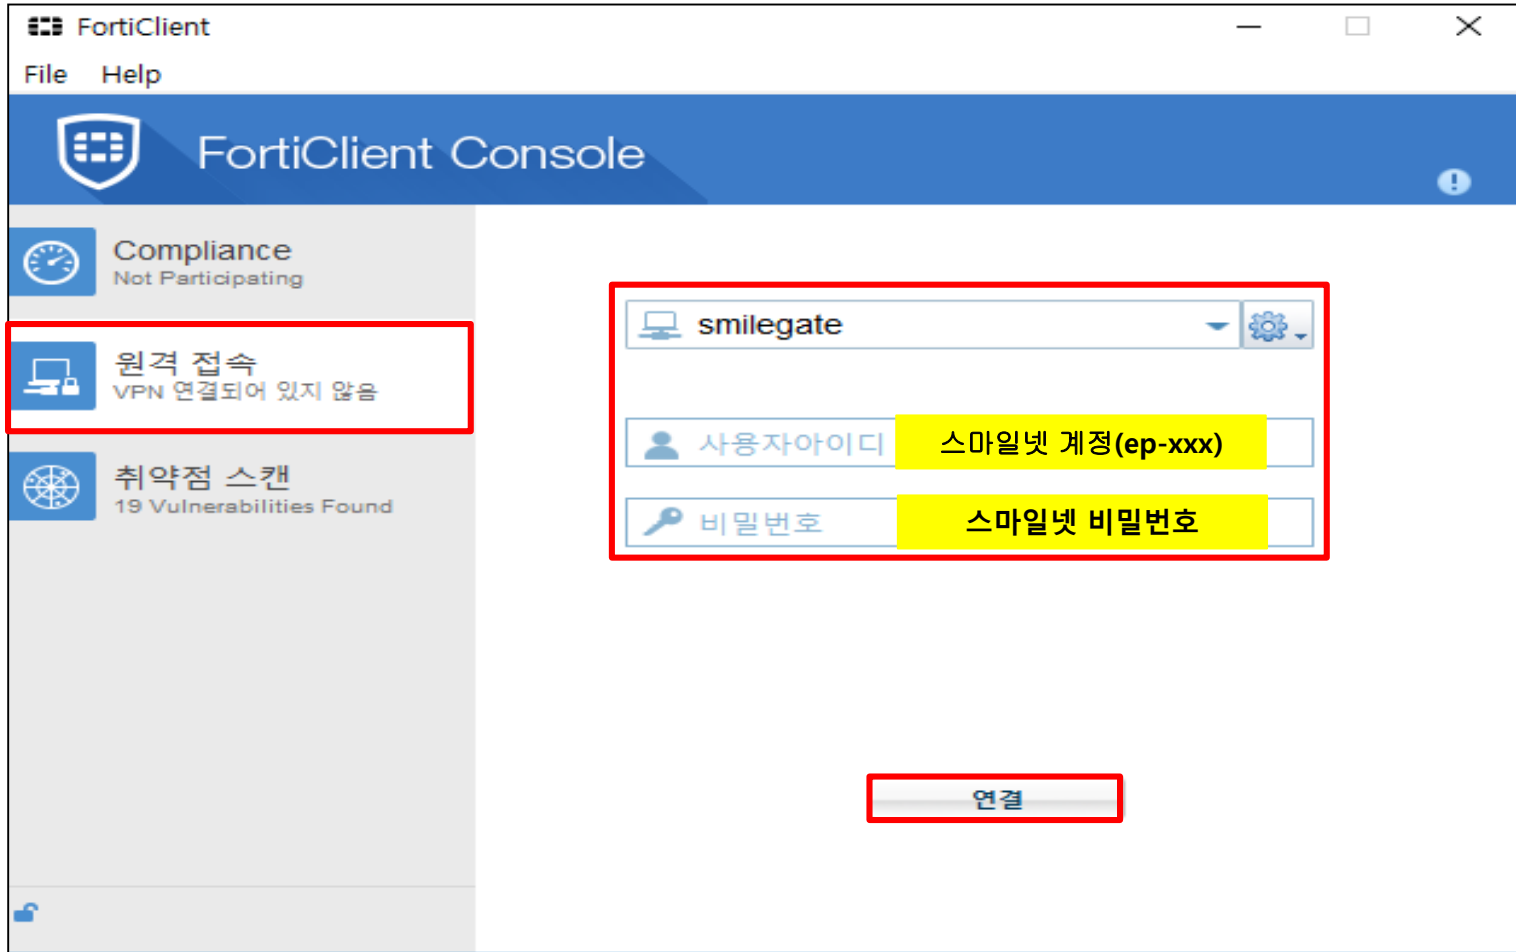 FortiClient
File Help
FortiClient Console
Compliance
Not Participating
원격 접속
VPN 연결되어 있지 않음
취약점 스캔
19 Vulnerabilities Found
smilegate
사용자아이디 스마일넷 계정(ep-xxx)
비밀번호 스마일넷 비밀번호
연결